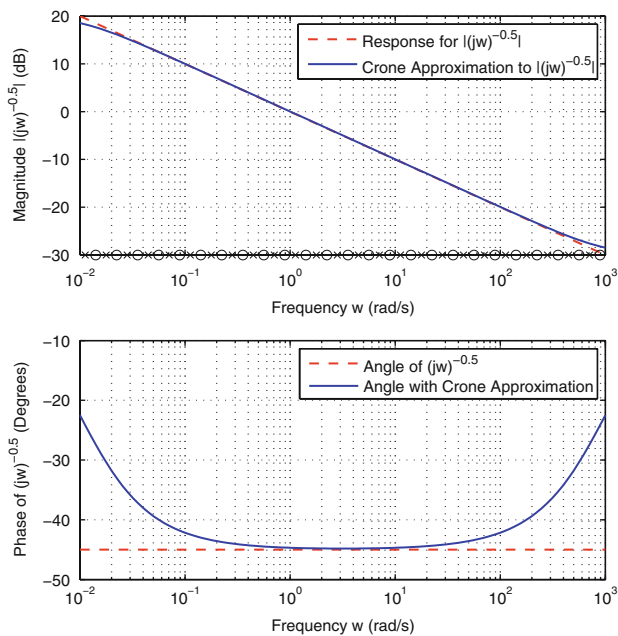 20
10
0
-10
-20
-30
Magnitude |(jw)^-0.5| (dB)
Response for |(jw)^-0.5|
Crone Approximation to |(jw)^-0.5|
10^-2
10^-1
10^0
10^1
10^2
10^3
Frequency w (rad/s)
-10
-20
-30
-40
-50
Phase of (jw)^-0.5 (Degrees)
Angle of (jw)^-0.5
Angle with Crone Approximation
10^-2
10^-1
10^0
10^1
10^2
10^3
Frequency w (rad/s)